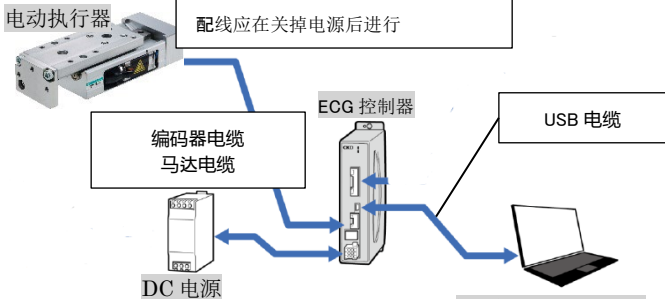 电动执行器
配线应在关掉电源后进行
ECG 控制器
USB 电缆
编码器电缆
马达电缆
DC 电源